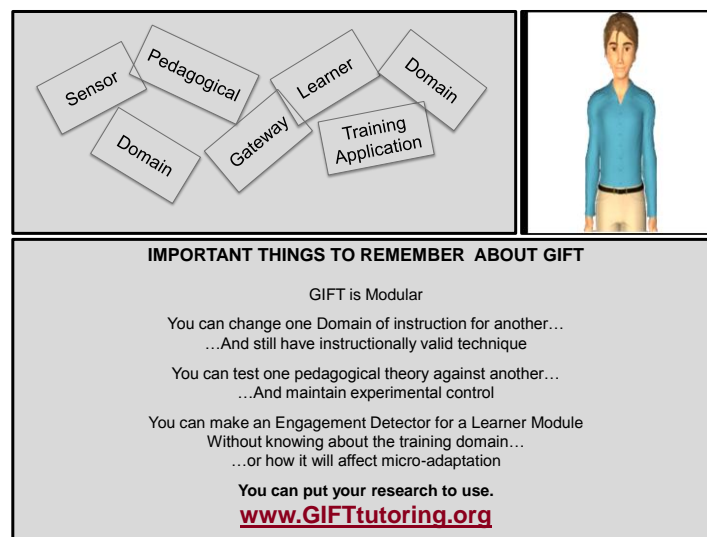 Sensor
Pedagogical
Learner
Domain
Domain
Gateway
Training
Application
IMPORTANT THINGS TO REMEMBER ABOUT GIFT
GIFT is Modular
You can change one Domain of instruction for another…
…And still have instructionally valid technique
You can test one pedagogical theory against another…
…And maintain experimental control
You can make an Engagement Detector for a Learner Module
Without knowing about the training domain…
…or how it will affect micro-adaptation
You can put your research to use.
www.GIFTtutoring.org